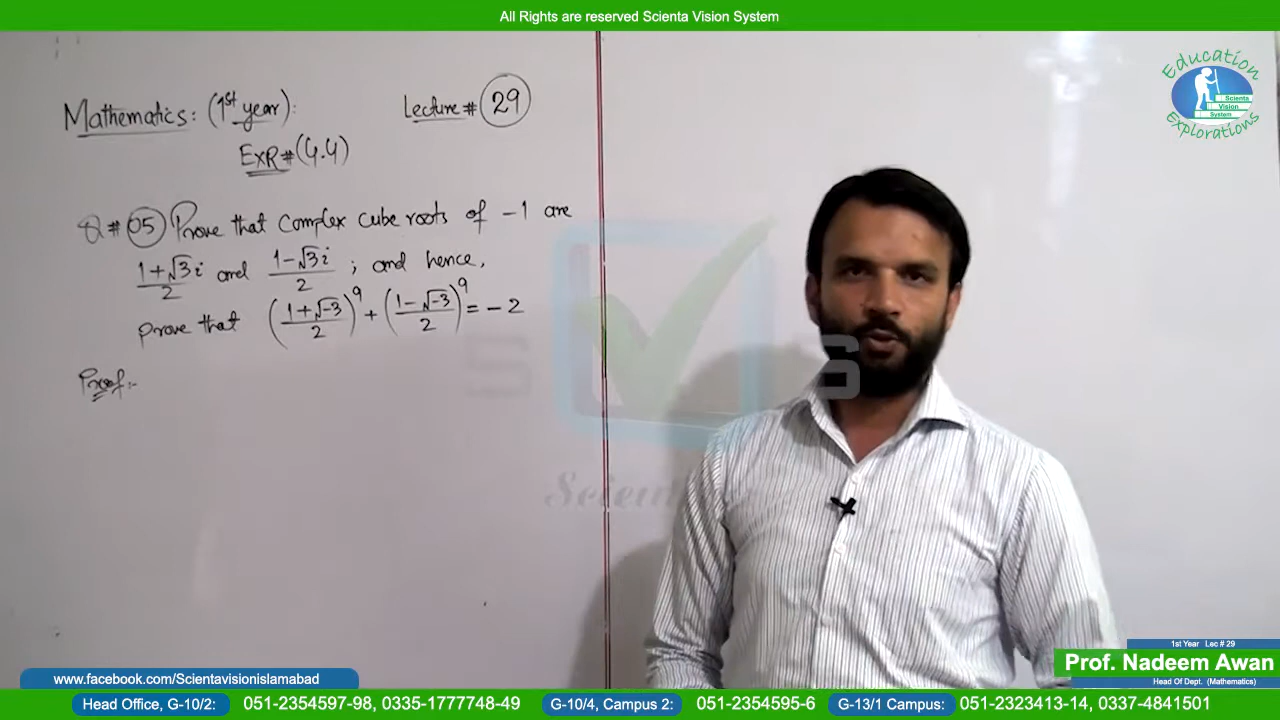 All Rights are reserved Scienta Vision System
Education
Scienta
Vision
System
Explorations
Mathematics: (1st year):
Lecture # 29
EXR # (4.4)
Q # 05 Prove that Complex Cube roots of -1 are
1+√3i/2 and 1-√3i/2 ; and hence,
prove that (1+√-3/2)^9 + (1-√-3/2)^9 = -2
Proof:-
S
S
1st Year Lec # 29
Prof. Nadeem Awan
Head Of Dept. (Mathematics)
www.facebook.com/Scientavisionislamabad
Head Office, G-10/2: 051-2354597-98, 0335-1777748-49 G-10/4, Campus 2: 051-2354595-6 G-13/1 Campus: 051-2323413-14, 0337-4841501